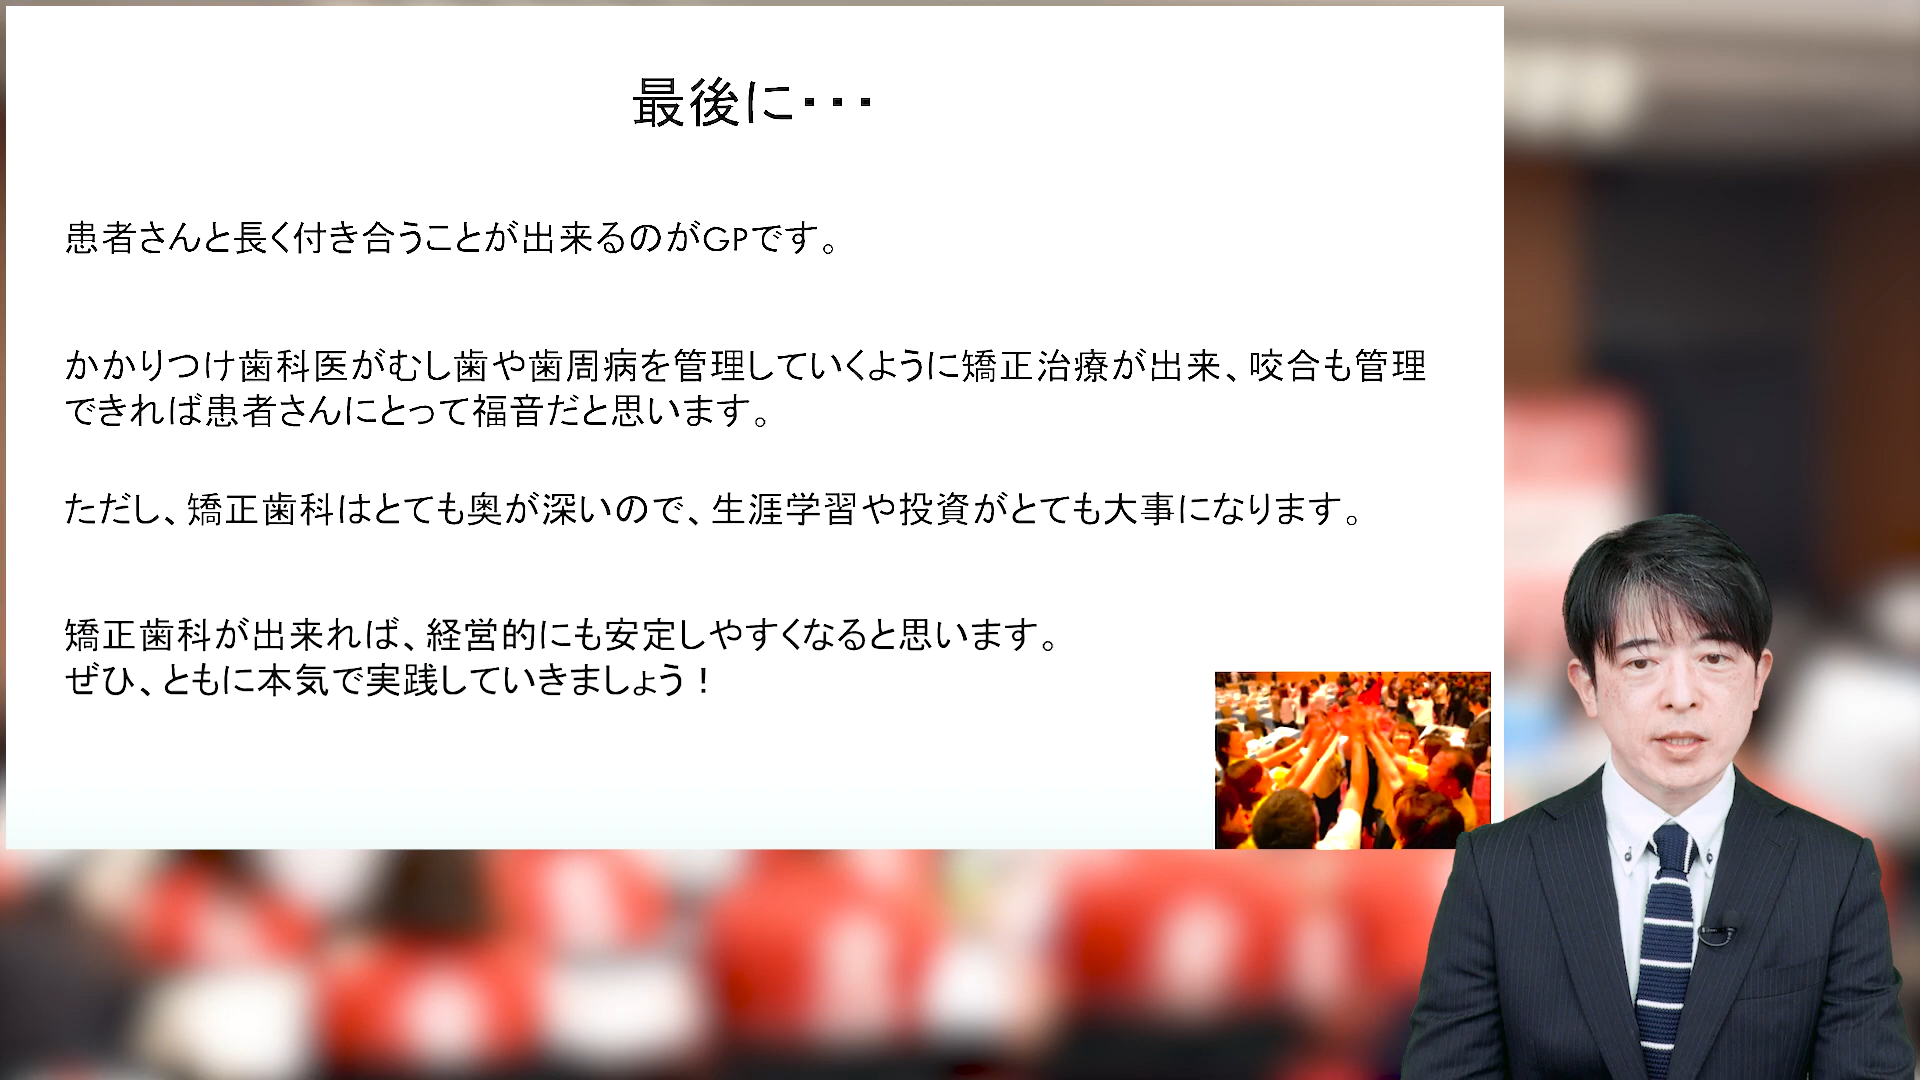 最後に・・・
患者さんと長く付き合うことが出来るのがGPです。
かかりつけ歯科医がむし歯や歯周病を管理していくように矯正治療が出来、咬合も管理
できれば患者さんにとって福音だと思います。
ただし、矯正歯科はとても奥が深いので、生涯学習や投資がとても大事になります。
矯正歯科が出来れば、経営的にも安定しやすくなると思います。
ぜひ、ともに本気で実践していきましょう！